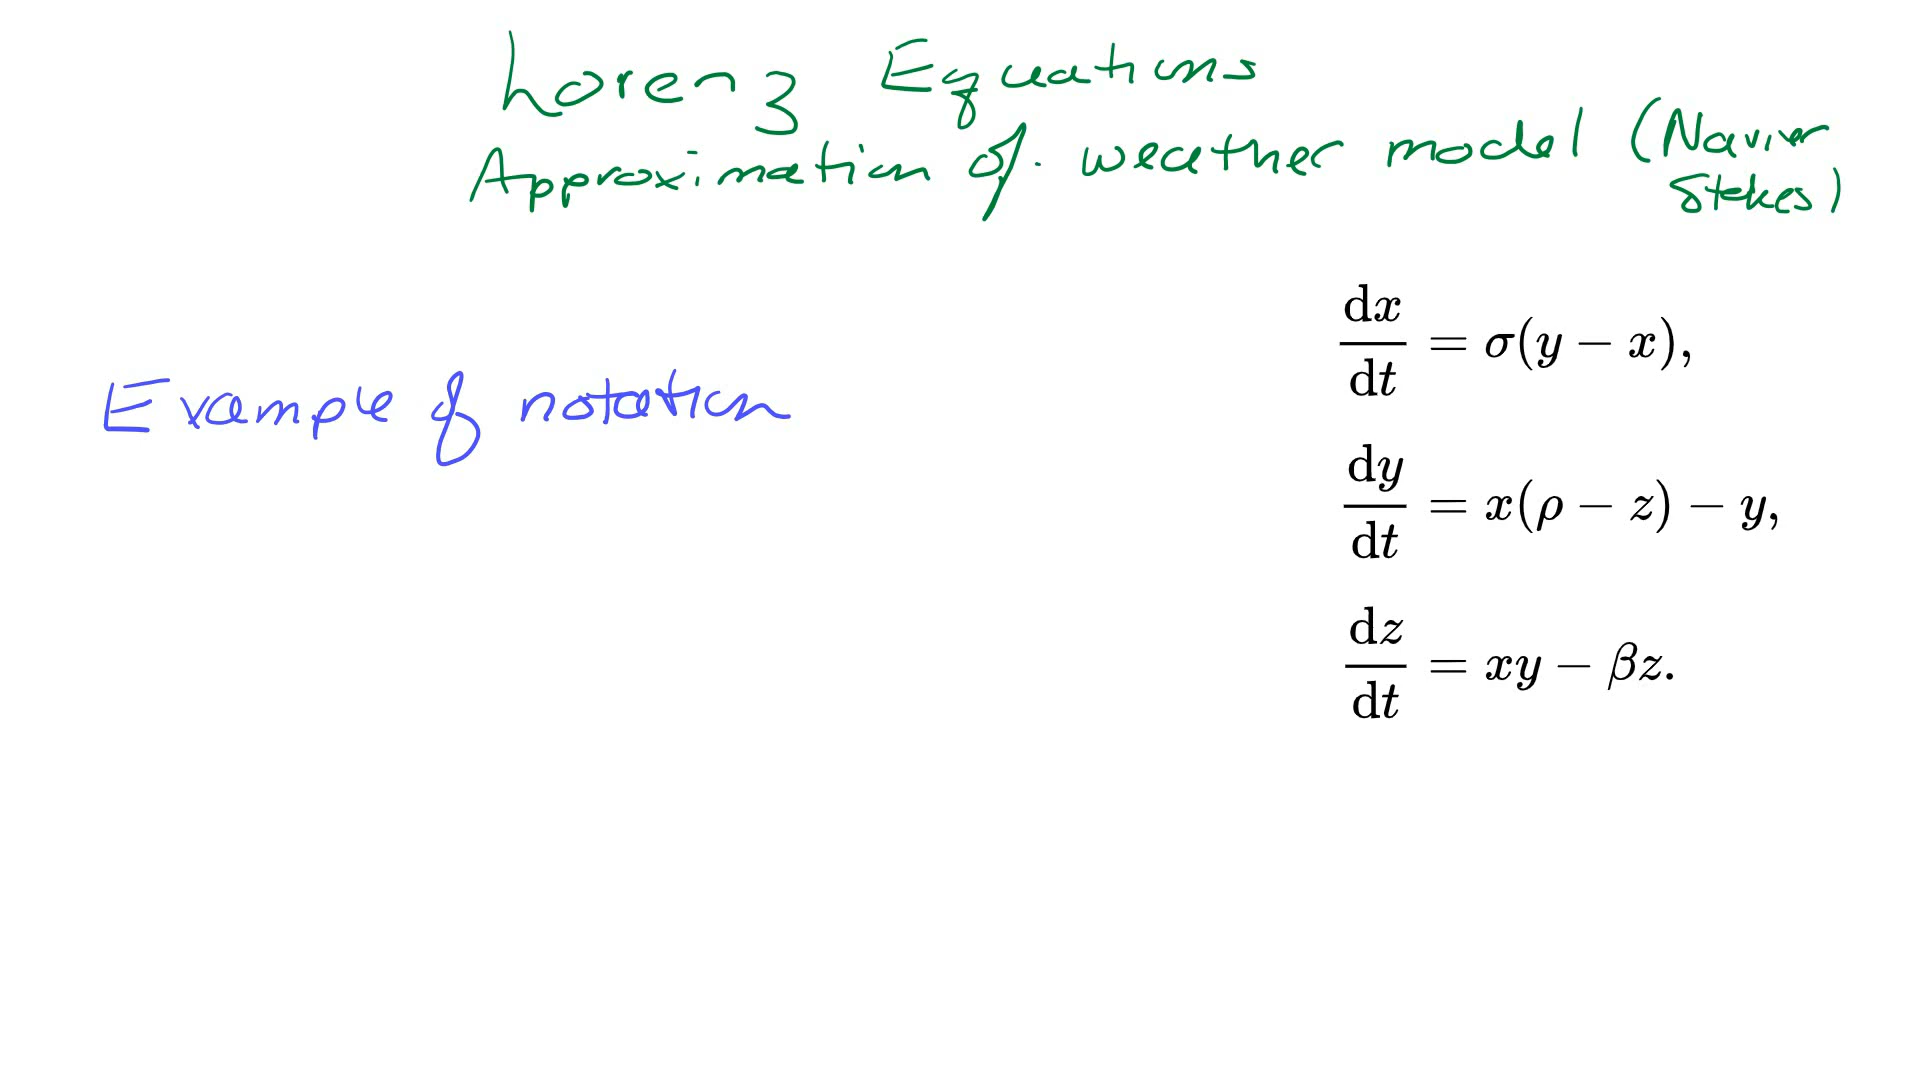 Lorenz Equations
Approximation of weather model (Navier
Stokes)
Example of notation
dx/dt = σ(y − x),
dy/dt = x(ρ − z) − y,
dz/dt = xy − βz.